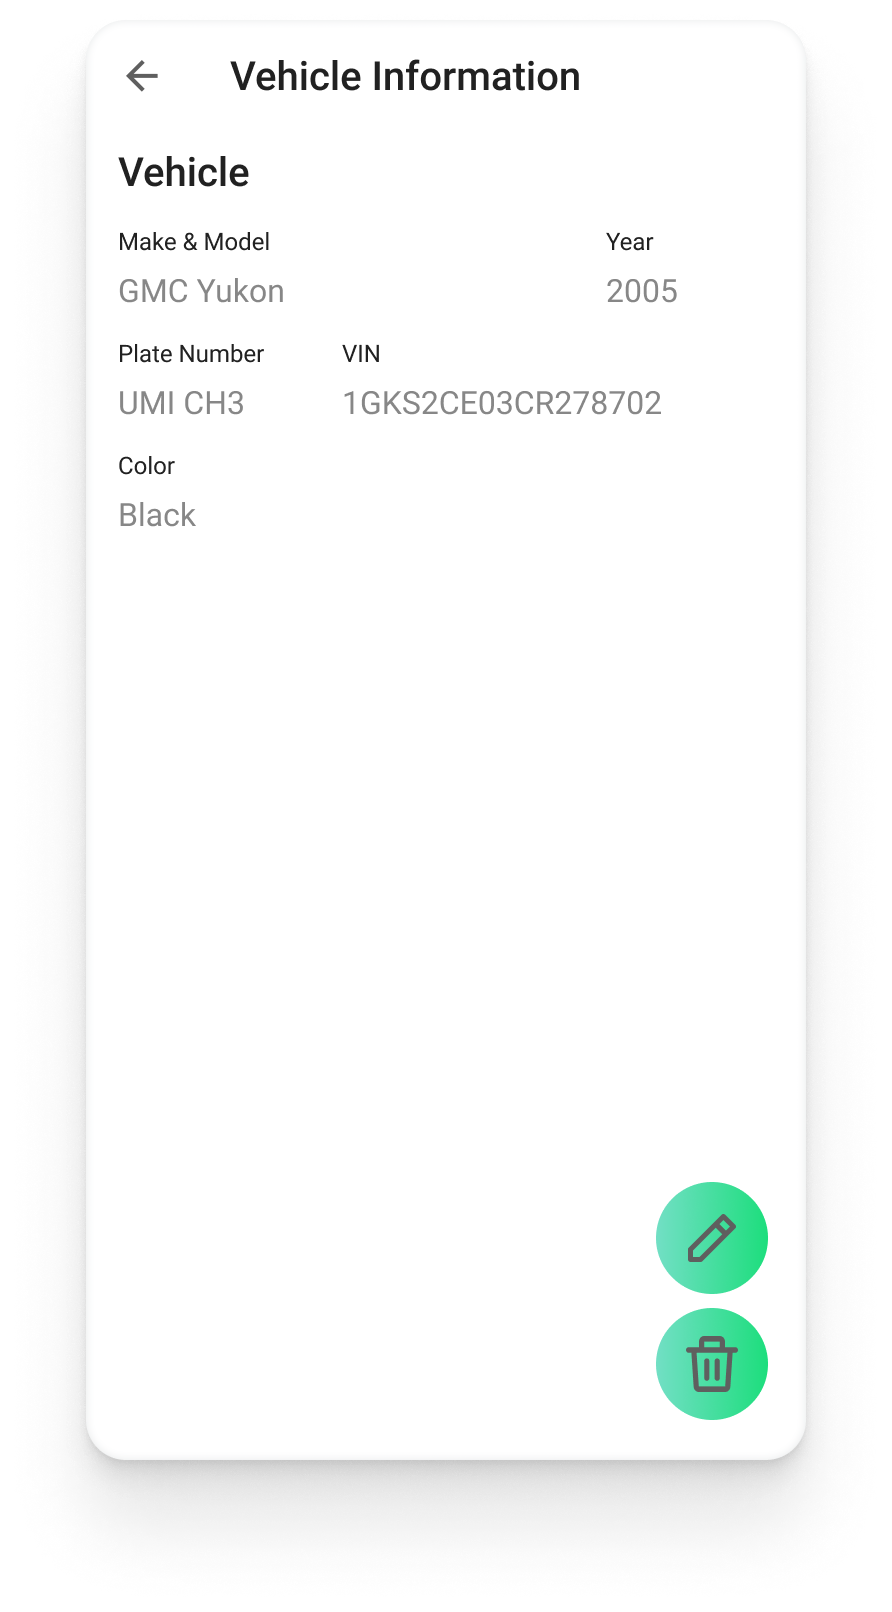 Vehicle Information
Vehicle
Make & Model Year
GMC Yukon 2005
Plate Number VIN
UMI CH3 1GKS2CE03CR278702
Color
Black